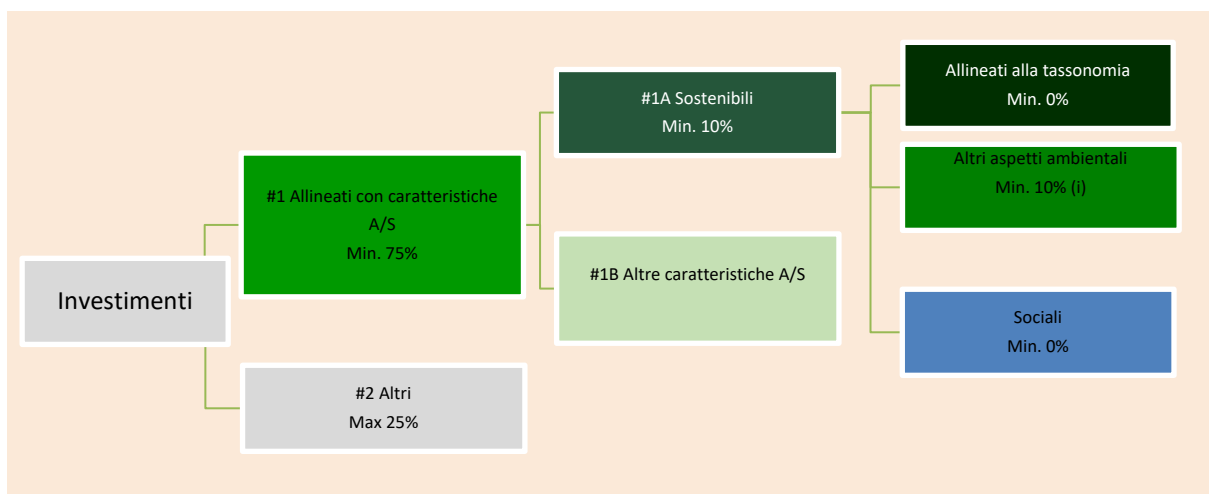 Investimenti
#1 Allineati con caratteristiche
A/S
Min. 75%
#2 Altri
Max 25%
#1A Sostenibili
Min. 10%
#1B Altre caratteristiche A/S
Allineati alla tassonomia
Min. 0%
Altri aspetti ambientali
Min. 10% (i)
Sociali
Min. 0%